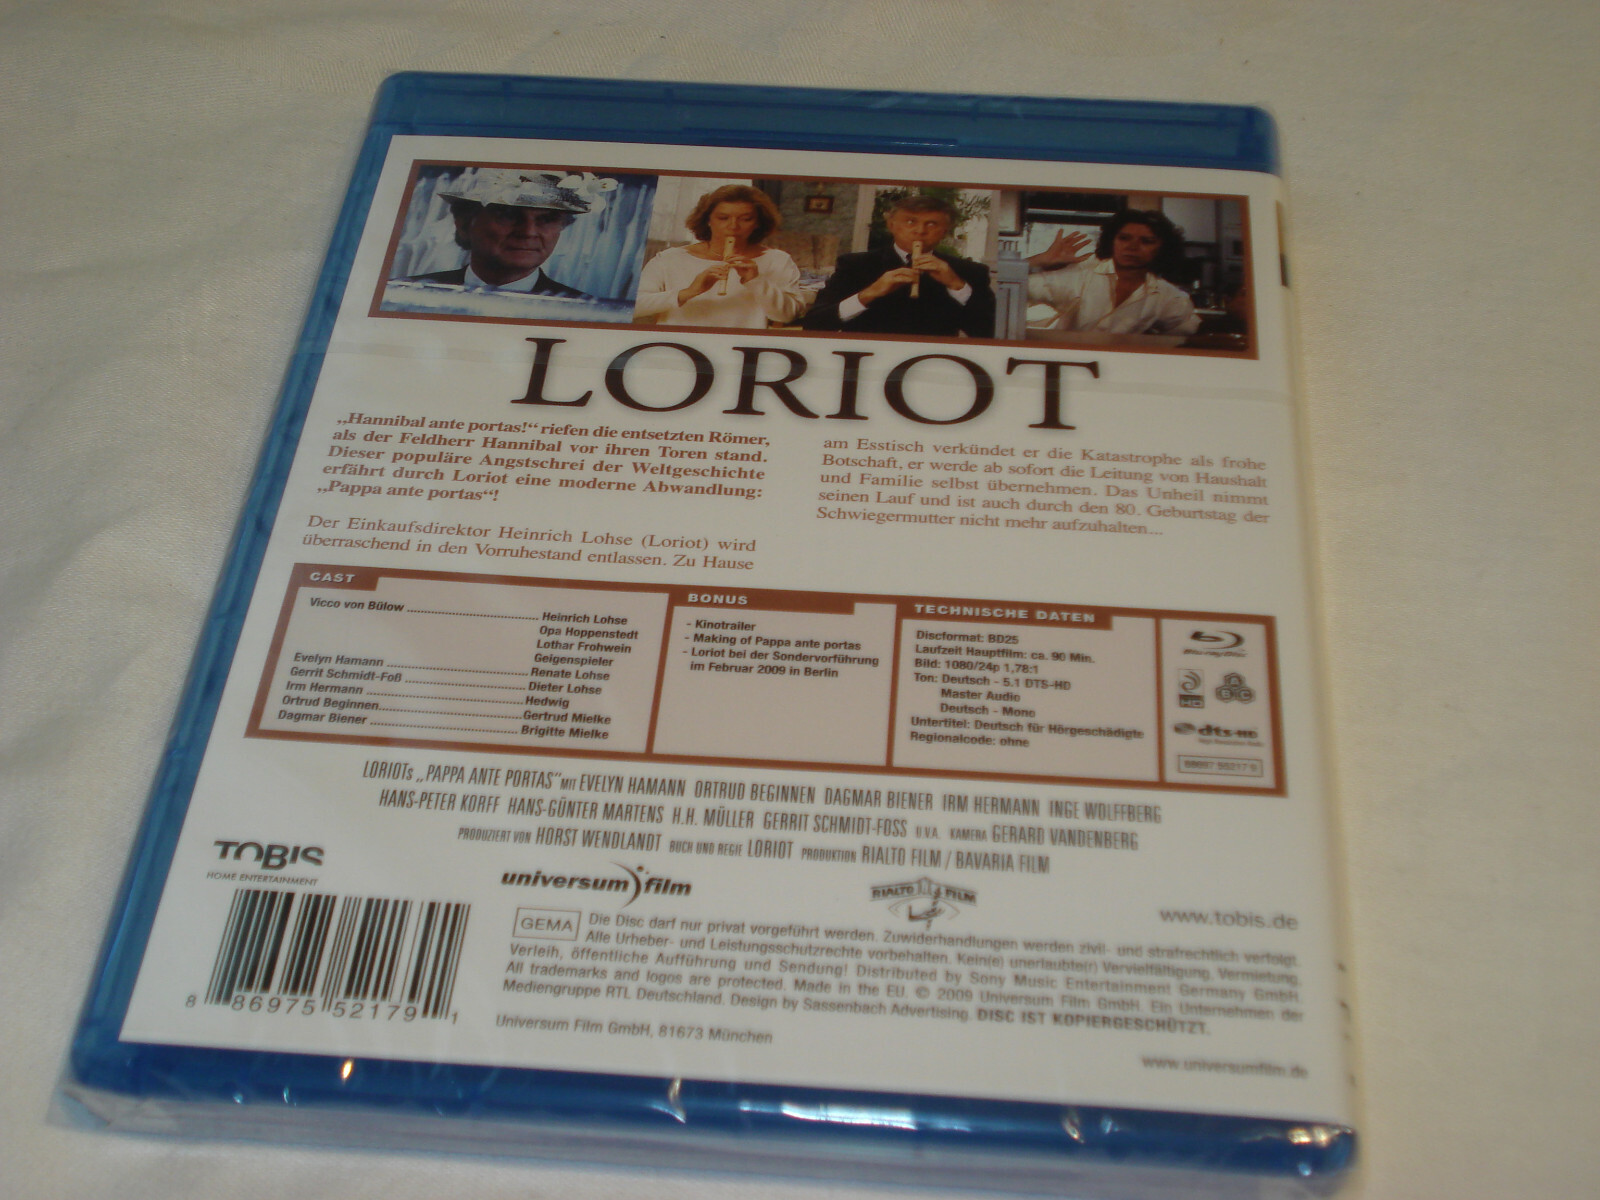 LORIOT
„Hannibal ante portas!“ riefen die entsetzten Römer,
als der Feldherr Hannibal vor ihren Toren stand.
Dieser populäre Angstschrei der Weltgeschichte
erfährt durch Loriot eine moderne Abwandlung:
„Pappa ante portas“!
Der Einkaufsdirektor Heinrich Lohse (Loriot) wird
überraschend in den Vorruhestand entlassen. Zu Hause
am Esstisch verkündet er die Katastrophe als frohe
Botschaft, er werde ab sofort die Leitung von Haushalt
und Familie selbst übernehmen. Das Unheil nimmt
seinen Lauf und ist auch durch den 80. Geburtstag der
Schwiegermutter nicht mehr aufzuhalten...
CAST
Vicco von Bülow ........ Heinrich Lohse
Opa Hoppenstedt
Lothar Frohwein
Geigenspieler
Evelyn Hamann ........ Renate Lohse
Gerrit Schmidt-Foß ........ Dieter Lohse
Irm Hermann ........ Hedwig
Ortrud Beginnen ........ Gertrud Mielke
Dagmar Biener ........ Brigitte Mielke
BONUS
- Kinotrailer
- Making of Pappa ante portas
- Loriot bei der Sondervorführung
im Februar 2009 in Berlin
TECHNISCHE DATEN
Discformat: BD25
Laufzeit Hauptfilm: ca. 90 Min.
Bild: 1080/24p 1,78:1
Ton: Deutsch - 5.1 DTS-HD
Master Audio
Deutsch - Mono
Untertitel: Deutsch für Hörgeschädigte
Regionalcode: ohne
Blu-ray Disc
HD
ABC
dts-HD
88697 55217 9
LORIOTs „PAPPA ANTE PORTAS“ MIT EVELYN HAMANN ORTRUD BEGINNEN DAGMAR BIENER IRM HERMANN INGE WOLFFBERG
HANS-PETER KORFF HANS-GÜNTER MARTENS H.H. MÜLLER GERRIT SCHMIDT-FOSS U.V.A. KAMERA GERARD VANDENBERG
PRODUZIERT VON HORST WENDLANDT BUCH UND REGIE LORIOT PRODUKTION RIALTO FILM / BAVARIA FILM
TOBIS
HOME ENTERTAINMENT
universum film
RIALTO FILM
www.tobis.de
GEMA
Die Disc darf nur privat vorgeführt werden. Zuwiderhandlungen werden zivil- und strafrechtlich verfolgt.
Alle Urheber- und Leistungsschutzrechte vorbehalten. Kein(e) unerlaubte(r) Vervielfältigung, Vermietung,
Verleih, öffentliche Aufführung und Sendung! Distributed by Sony Music Entertainment Germany GmbH.
All trademarks and logos are protected. Made in the EU. © 2009 Universum Film GmbH. Ein Unternehmen der
Mediengruppe RTL Deutschland. Design by Sassenbach Advertising. DISC IST KOPIERGESCHÜTZT.
Universum Film GmbH, 81673 München
www.universumfilm.de
8 86975 52179 1